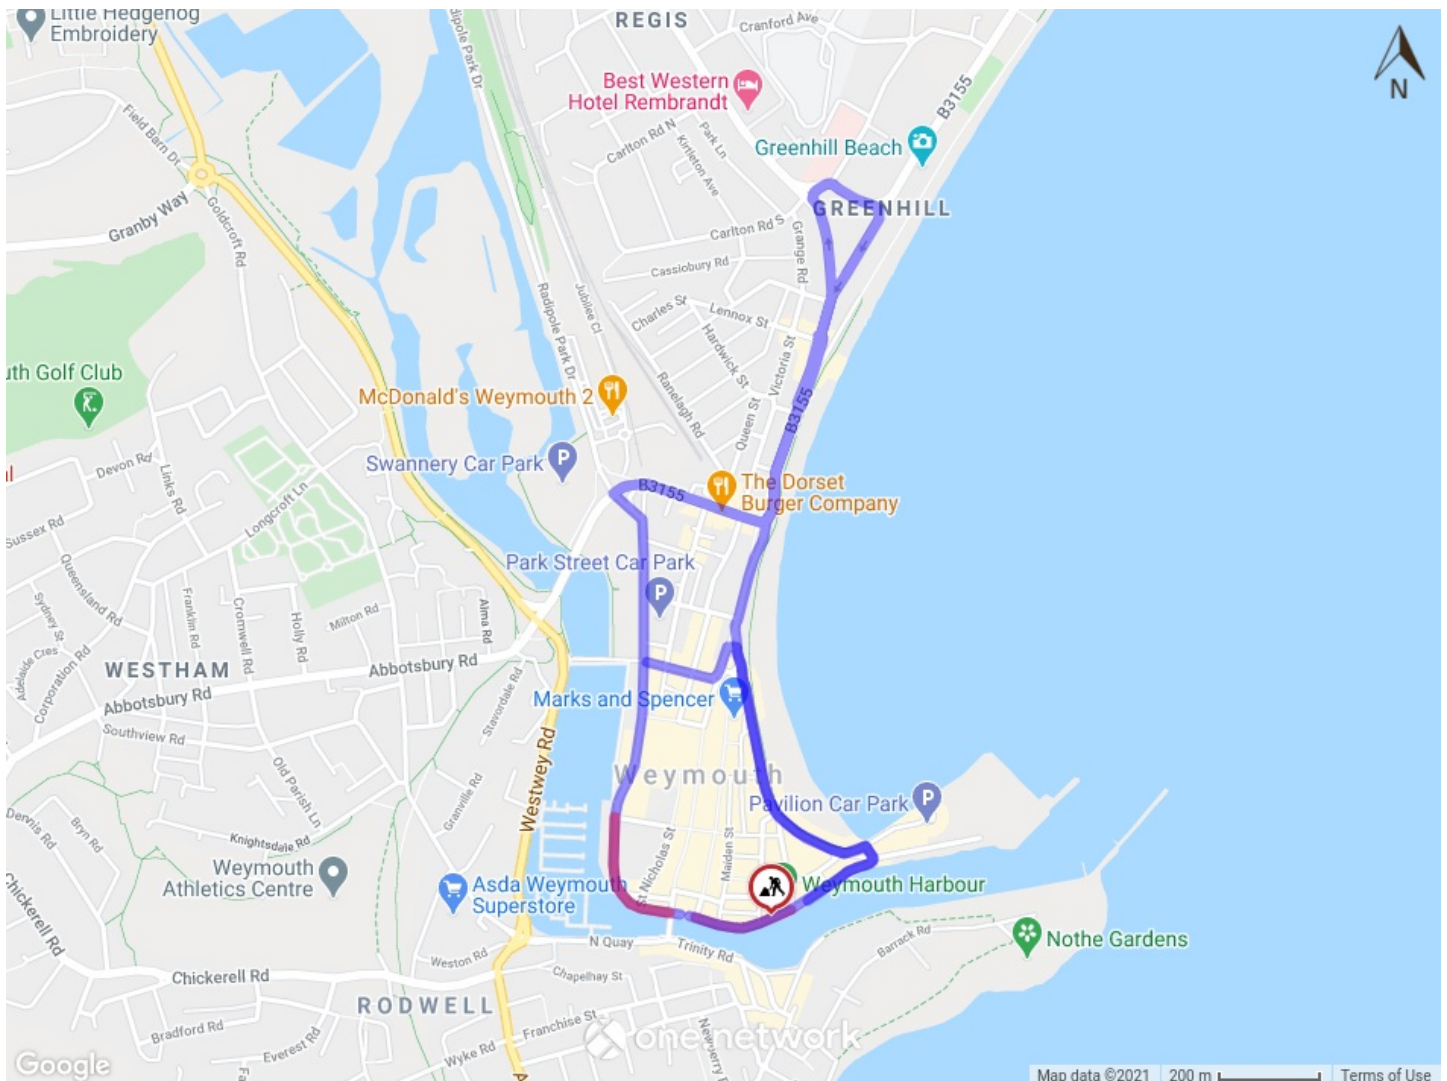 Little Hedgehog
Embroidery
REGIS
Cranford Ave
N
Best Western
Hotel Rembrandt
Radipole Park Dr
B3155
Field Barn Dr
Carlton Rd N
Park Ln
Kirtleton Ave
Greenhill Beach
Granby Way
Goldcroft Rd
GREENHILL
Carlton Rd S
Grange Rd
Cassiobury Rd
Radipole Park Dr
Jubilee Cl
Charles St
Lennox St
Hardwick St
Victoria St
uth Golf Club
McDonald's Weymouth 2
Ranelagh Rd
Queen St
B3155
Devon Rd
Links Rd
Swannery Car Park
P
B3155
The Dorset
Burger Company
Longcroft Ln
Sussex Rd
Park Street Car Park
P
Queensland Rd
Sydney St
Franklin Rd
Cromwell Rd
Holly Rd
Milton Rd
Alma Rd
Adelaide Cres
Corporation Rd
WESTHAM
Abbotsbury Rd
Abbotsbury Rd
Stavordale Rd
Marks and Spencer
Southview Rd
Westwey Rd
Old Parish Ln
Granville Rd
Weymouth
Pavilion Car Park
P
Dennis Rd
Bryn Rd
Knightsdale Rd
St Nicholas St
Maiden St
Weymouth
Athletics Centre
Asda Weymouth
Superstore
Weymouth Harbour
Chickerell Rd
N Quay
Trinity Rd
Barrack Rd
Nothe Gardens
Weston Rd
Chickerell Rd
Chapelhay St
RODWELL
Bradford Rd
Franchise St
Everest Rd
Wyke Rd
one.network
Google
Map data ©2021
200 m
Terms of Use